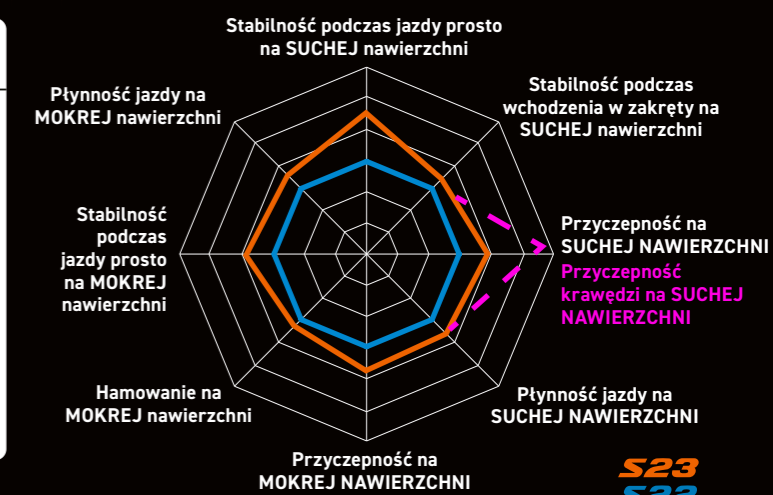 Stabilność podczas jazdy prosto
na SUCHEJ nawierzchni
Płynność jazdy na
MOKREJ nawierzchni
Stabilność podczas
wchodzenia w zakręty na
SUCHEJ nawierzchni
Stabilność
podczas
jazdy prosto
na MOKREJ
nawierzchni
Przyczepność na
SUCHEJ NAWIERZCHNI
Przyczepność
krawędzi na SUCHEJ
NAWIERZCHNI
Hamowanie na
MOKREJ nawierzchni
Płynność jazdy na
SUCHEJ NAWIERZCHNI
Przyczepność na
MOKREJ NAWIERZCHNI
S23
S22